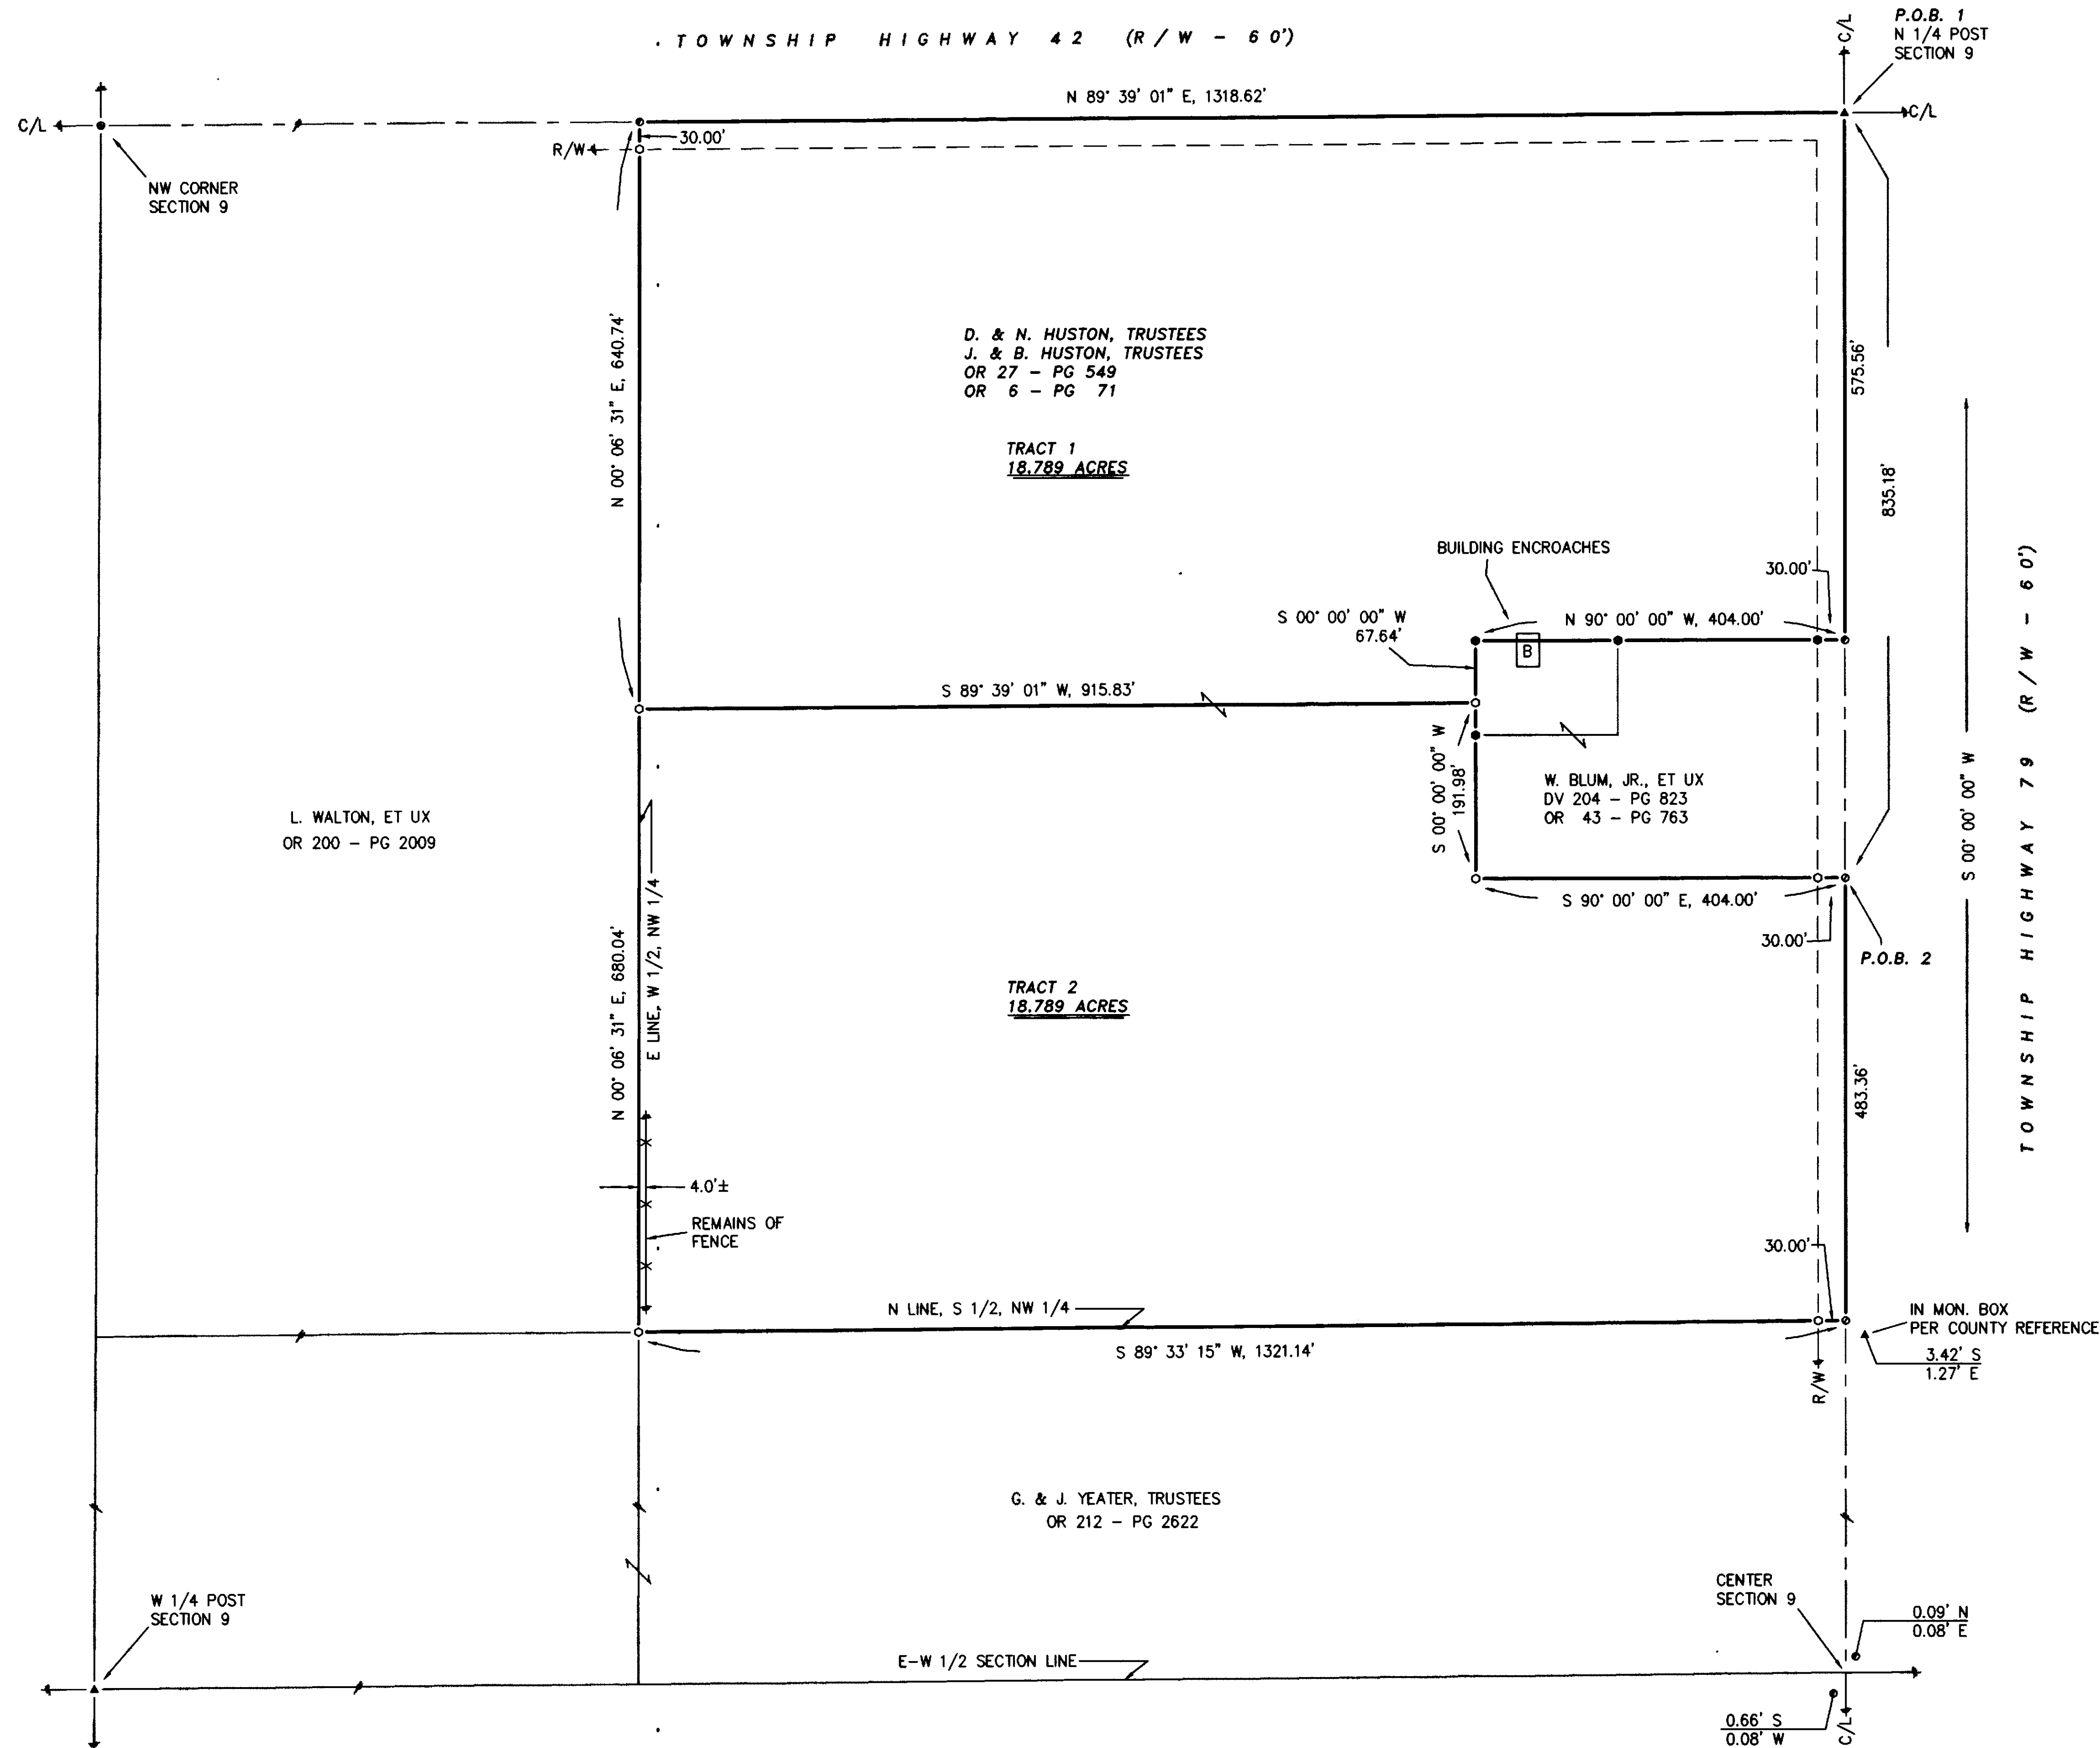 TOWNSHIP HIGHWAY 42 (R/W - 60')
P.O.B. 1
N 1/4 POST
SECTION 9
C/L
C/L
C/L
N 89° 39' 01" E, 1318.62'
30.00'
R/W
NW CORNER
SECTION 9
N 00° 06' 31" E, 640.74'
D. & N. HUSTON, TRUSTEES
J. & B. HUSTON, TRUSTEES
OR 27 - PG 549
OR 6 - PG 71
TRACT 1
18.789 ACRES
575.56'
835.18'
BUILDING ENCROACHES
30.00'
S 00° 00' 00" W
67.64'
N 90° 00' 00" W, 404.00'
B
S 89° 39' 01" W, 915.83'
S 00° 00' 00" W
191.98'
W. BLUM, JR., ET UX
DV 204 - PG 823
OR 43 - PG 763
S 00° 00' 00" W
TOWNSHIP HIGHWAY 79 (R/W - 60')
L. WALTON, ET UX
OR 200 - PG 2009
E LINE, W 1/2, NW 1/4
S 90° 00' 00" E, 404.00'
30.00'
P.O.B. 2
N 00° 06' 31" E, 680.04'
TRACT 2
18.789 ACRES
483.36'
4.0'±
REMAINS OF
FENCE
30.00'
N LINE, S 1/2, NW 1/4
S 89° 33' 15" W, 1321.14'
IN MON. BOX
PER COUNTY REFERENCE
3.42' S
1.27' E
R/W
G. & J. YEATER, TRUSTEES
OR 212 - PG 2622
W 1/4 POST
SECTION 9
CENTER
SECTION 9
0.09' N
0.08' E
E-W 1/2 SECTION LINE
0.66' S
0.08' W
C/L